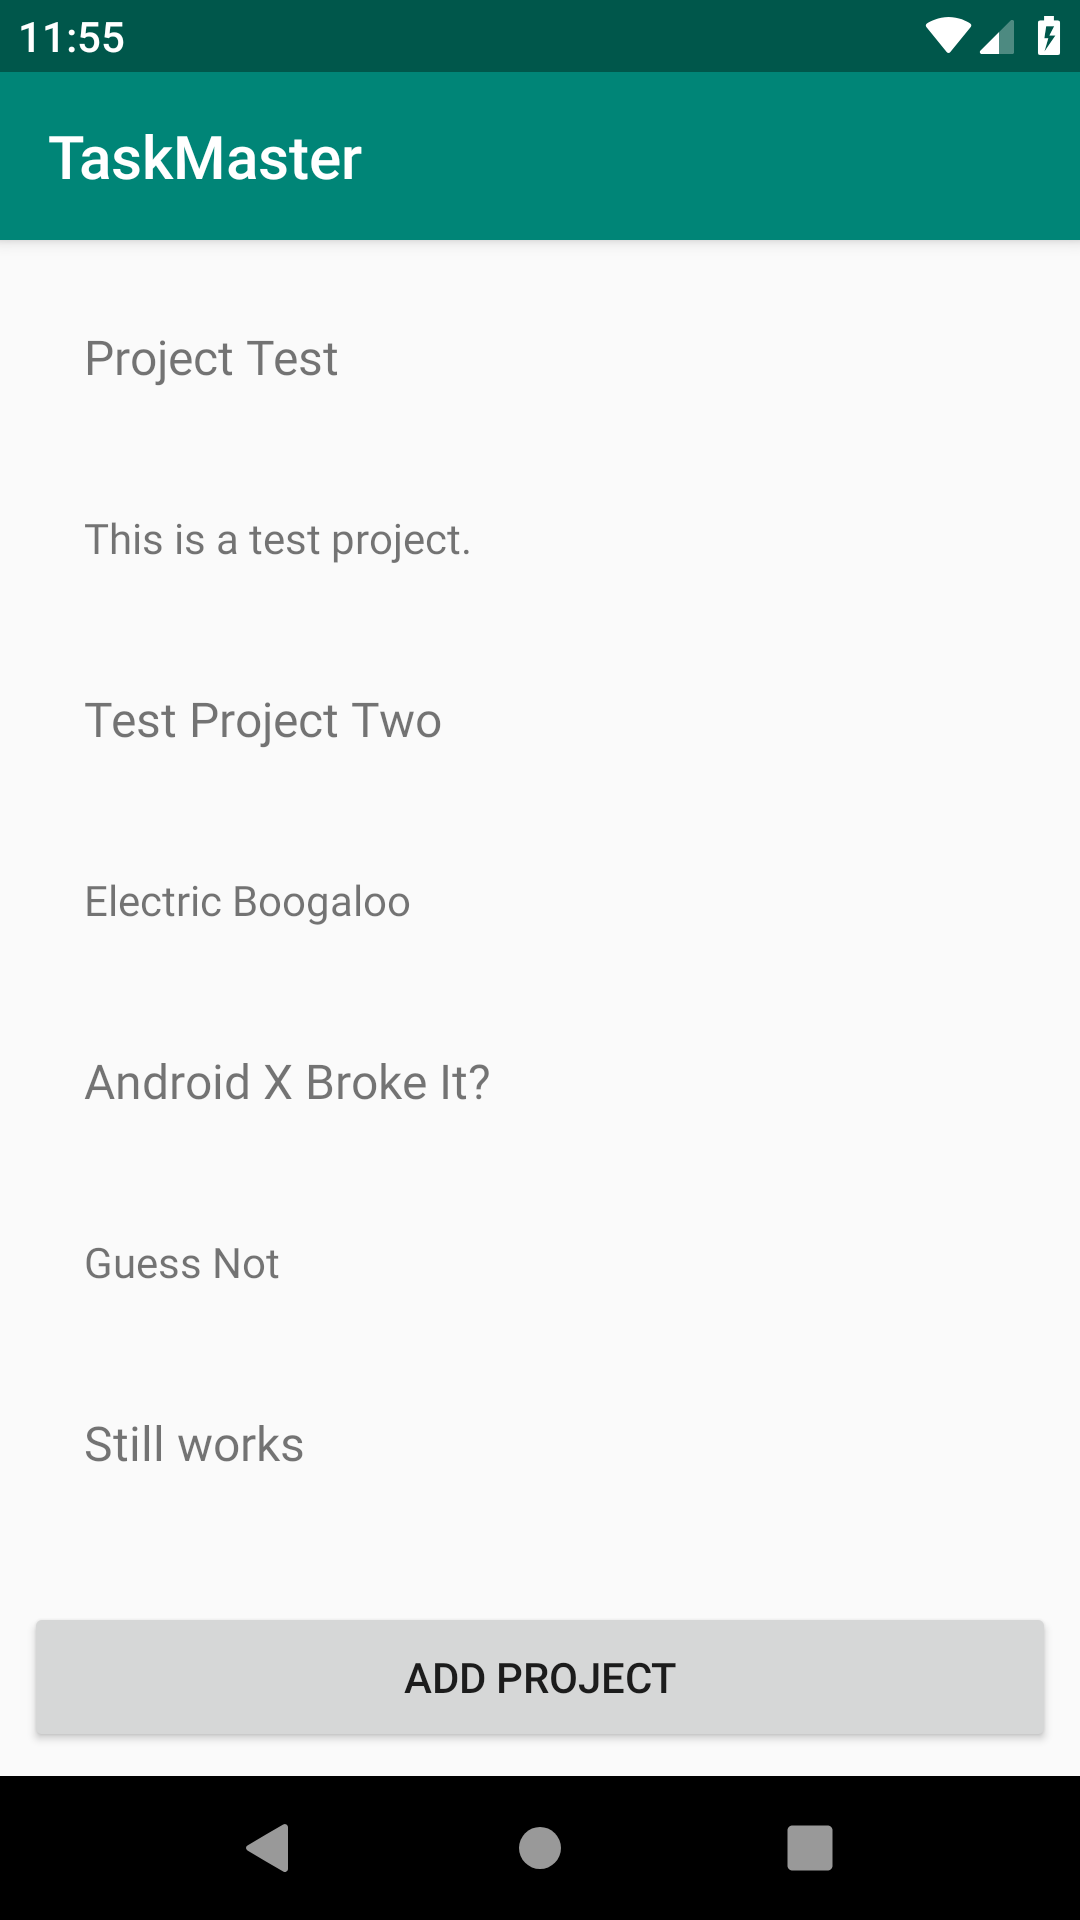 11:55
TaskMaster
Project Test
This is a test project.
Test Project Two
Electric Boogaloo
Android X Broke It?
Guess Not
Still works
ADD PROJECT